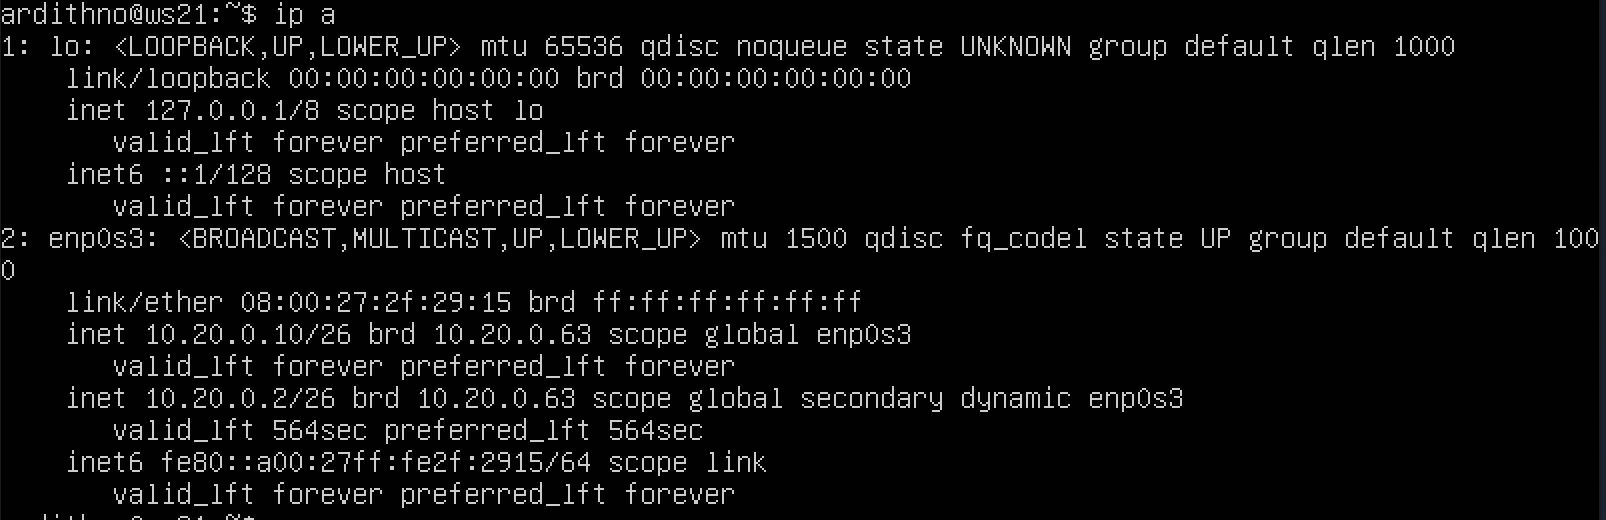 ardithno@ws21:~$ ip a
1: lo: <LOOPBACK,UP,LOWER_UP> mtu 65536 qdisc noqueue state UNKNOWN group default qlen 1000
    link/loopback 00:00:00:00:00:00 brd 00:00:00:00:00:00
    inet 127.0.0.1/8 scope host lo
       valid_lft forever preferred_lft forever
    inet6 ::1/128 scope host
       valid_lft forever preferred_lft forever
2: enp0s3: <BROADCAST,MULTICAST,UP,LOWER_UP> mtu 1500 qdisc fq_codel state UP group default qlen 100
0
    link/ether 08:00:27:2f:29:15 brd ff:ff:ff:ff:ff:ff
    inet 10.20.0.10/26 brd 10.20.0.63 scope global enp0s3
       valid_lft forever preferred_lft forever
    inet 10.20.0.2/26 brd 10.20.0.63 scope global secondary dynamic enp0s3
       valid_lft 564sec preferred_lft 564sec
    inet6 fe80::a00:27ff:fe2f:2915/64 scope link
       valid_lft forever preferred_lft forever
ardithno@ws21:~$